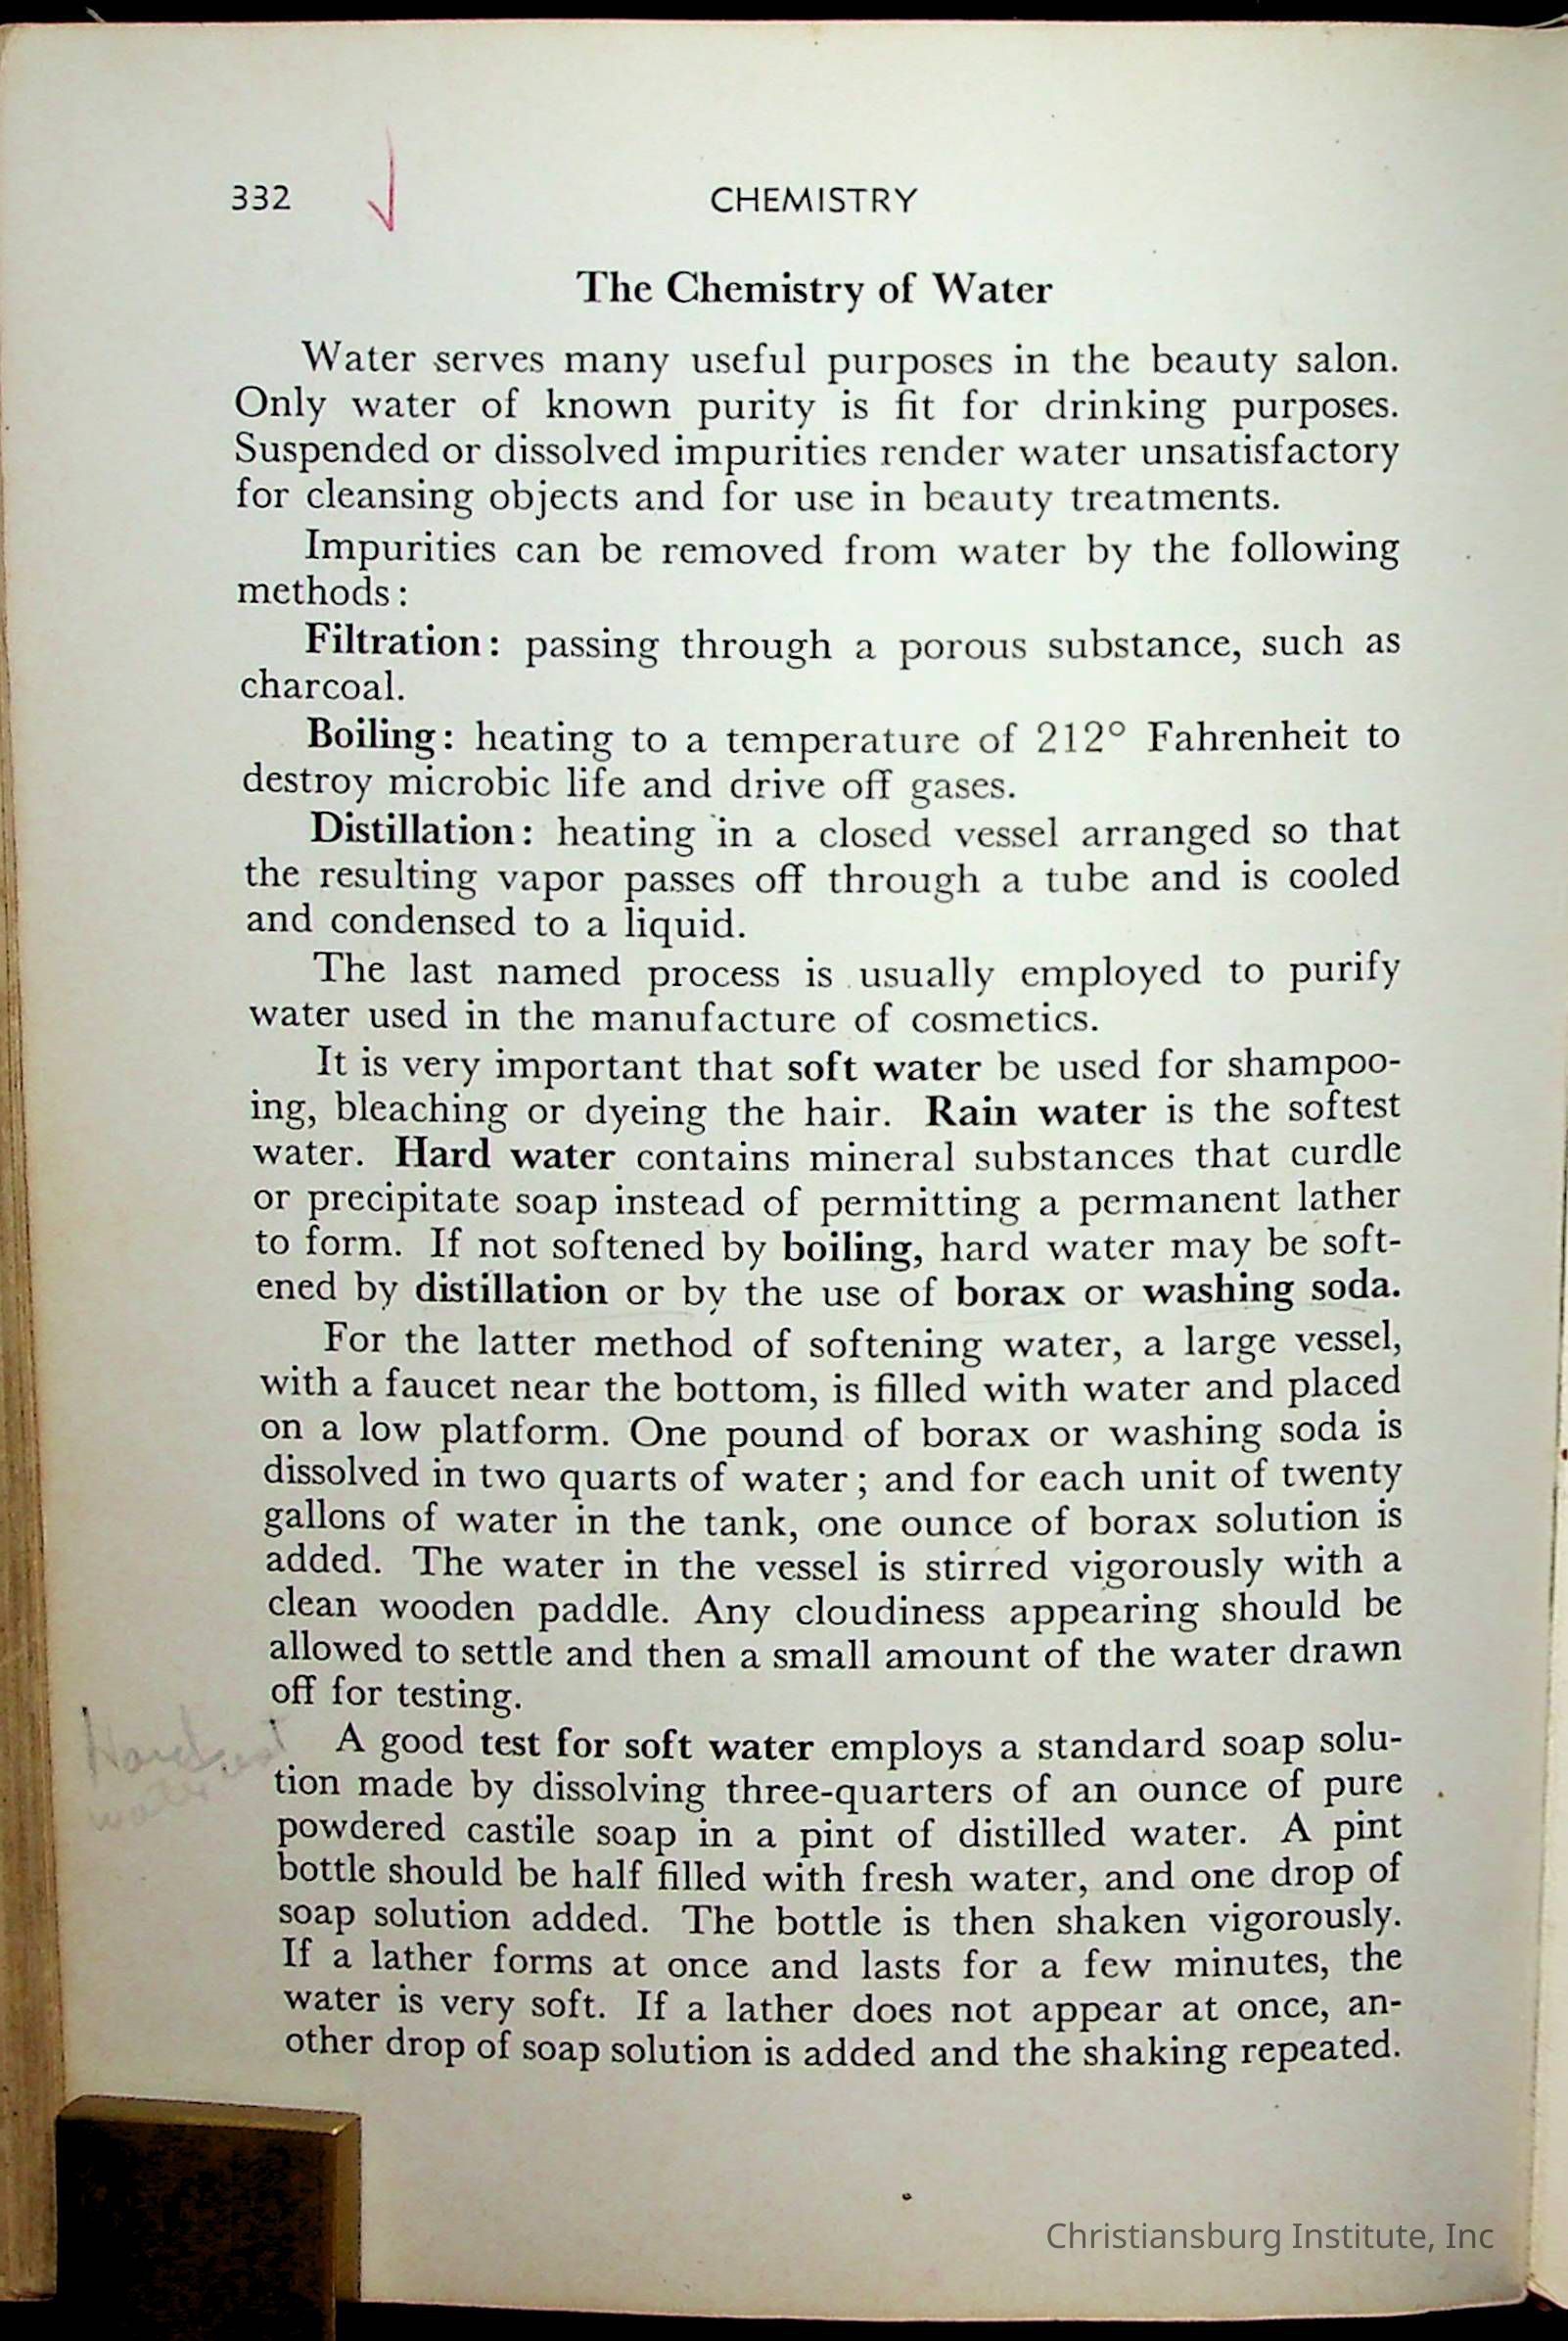 332
CHEMISTRY
The Chemistry of Water
Water serves many useful purposes in the beauty salon.
Only water of known purity is fit for drinking purposes.
Suspended or dissolved impurities render water unsatisfactory
for cleansing objects and for use in beauty treatments.
Impurities can be removed from water by the following
methods:
Filtration: passing through a porous substance, such as
charcoal.
Boiling: heating to a temperature of 212° Fahrenheit to
destroy microbic life and drive off gases.
Distillation: heating in a closed vessel arranged so that
the resulting vapor passes off through a tube and is cooled
and condensed to a liquid.
The last named process is usually employed to purify
water used in the manufacture of cosmetics.
It is very important that soft water be used for shampoo-
ing, bleaching or dyeing the hair. Rain water is the softest
water. Hard water contains mineral substances that curdle
or precipitate soap instead of permitting a permanent lather
to form. If not softened by boiling, hard water may be soft-
ened by distillation or by the use of borax or washing soda.
For the latter method of softening water, a large vessel,
with a faucet near the bottom, is filled with water and placed
on a low platform. One pound of borax or washing soda is
dissolved in two quarts of water; and for each unit of twenty
gallons of water in the tank, one ounce of borax solution is
added. The water in the vessel is stirred vigorously with a
clean wooden paddle. Any cloudiness appearing should be
allowed to settle and then a small amount of the water drawn
off for testing.
A good test for soft water employs a standard soap solu-
tion made by dissolving three-quarters of an ounce of pure
powdered castile soap in a pint of distilled water. A pint
bottle should be half filled with fresh water, and one drop of
soap solution added. The bottle is then shaken vigorously.
If a lather forms at once and lasts for a few minutes, the
water is very soft. If a lather does not appear at once, an-
other drop of soap solution is added and the shaking repeated.
water
Christiansburg Institute, Inc